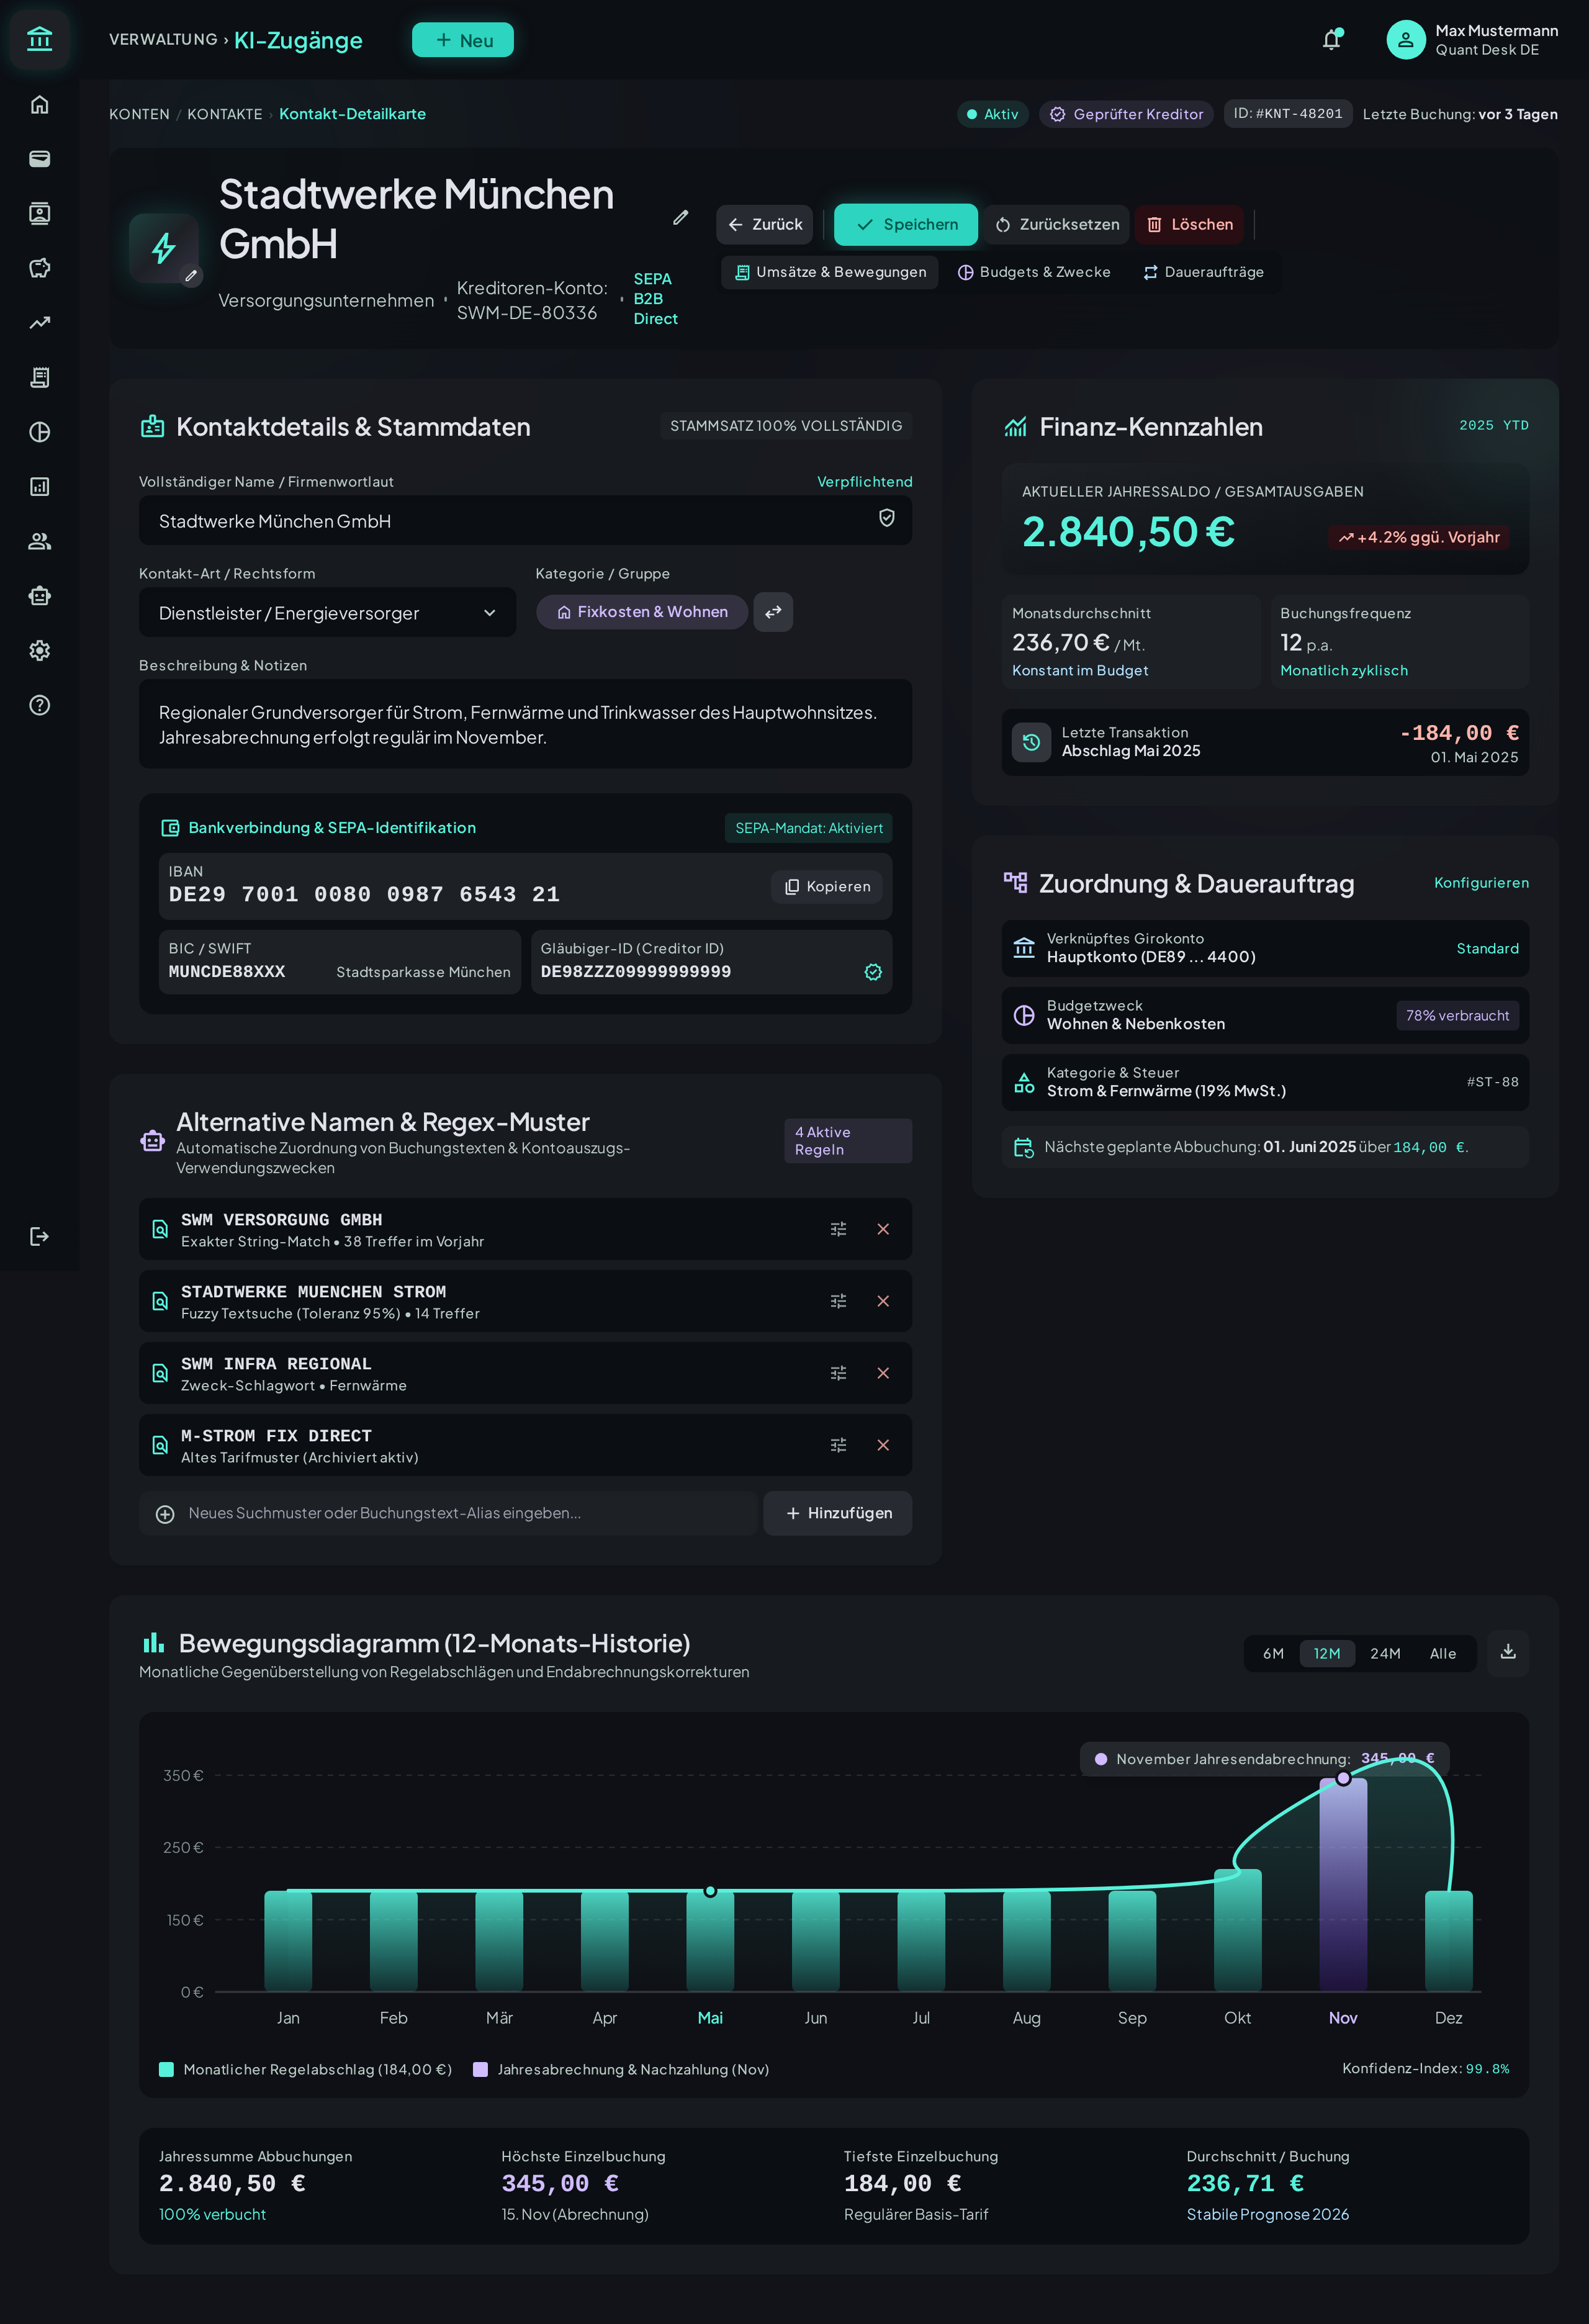 VERWALTUNG › KI-Zugänge
+ Neu
Max Mustermann
Quant Desk DE
KONTEN / KONTAKTE › Kontakt-Detailkarte
Aktiv
Geprüfter Kreditor
ID: #KNT-48201
Letzte Buchung: vor 3 Tagen
Stadtwerke München
GmbH
Versorgungsunternehmen
Kreditoren-Konto:
SWM-DE-80336
SEPA
B2B
Direct
Zurück
Speichern
Zurücksetzen
Löschen
Umsätze & Bewegungen
Budgets & Zwecke
Daueraufträge
Kontaktdetails & Stammdaten
STAMMSATZ 100% VOLLSTÄNDIG
Vollständiger Name / Firmenwortlaut
Verpflichtend
Stadtwerke München GmbH
Kontakt-Art / Rechtsform
Kategorie / Gruppe
Dienstleister / Energieversorger
Fixkosten & Wohnen
Beschreibung & Notizen
Regionaler Grundversorger für Strom, Fernwärme und Trinkwasser des Hauptwohnsitzes.
Jahresabrechnung erfolgt regulär im November.
Bankverbindung & SEPA-Identifikation
SEPA-Mandat: Aktiviert
IBAN
DE29 7001 0080 0987 6543 21
Kopieren
BIC / SWIFT
MUNCDE88XXX
Stadtsparkasse München
Gläubiger-ID (Creditor ID)
DE98ZZZ09999999999
Finanz-Kennzahlen
2025 YTD
AKTUELLER JAHRESSALDO / GESAMTAUSGABEN
2.840,50 €
+4.2% ggü. Vorjahr
Monatsdurchschnitt
236,70 € / Mt.
Konstant im Budget
Buchungsfrequenz
12 p.a.
Monatlich zyklisch
Letzte Transaktion
Abschlag Mai 2025
-184,00 €
01. Mai 2025
Zuordnung & Dauerauftrag
Konfigurieren
Verknüpftes Girokonto
Hauptkonto (DE89 ... 4400)
Standard
Budgetzweck
Wohnen & Nebenkosten
78% verbraucht
Kategorie & Steuer
Strom & Fernwärme (19% MwSt.)
#ST-88
Nächste geplante Abbuchung: 01. Juni 2025 über 184,00 €.
Alternative Namen & Regex-Muster
Automatische Zuordnung von Buchungstexten & Kontoauszugs-
Verwendungszwecken
4 Aktive
Regeln
SWM VERSORGUNG GMBH
Exakter String-Match • 38 Treffer im Vorjahr
STADTWERKE MUENCHEN STROM
Fuzzy Textsuche (Toleranz 95%) • 14 Treffer
SWM INFRA REGIONAL
Zweck-Schlagwort • Fernwärme
M-STROM FIX DIRECT
Altes Tarifmuster (Archiviert aktiv)
Neues Suchmuster oder Buchungstext-Alias eingeben...
+ Hinzufügen
Bewegungsdiagramm (12-Monats-Historie)
Monatliche Gegenüberstellung von Regelabschlägen und Endabrechnungskorrekturen
6M
12M
24M
Alle
November Jahresendabrechnung: 345,00 €
350 €
250 €
150 €
0 €
Jan
Feb
Mär
Apr
Mai
Jun
Jul
Aug
Sep
Okt
Nov
Dez
Monatlicher Regelabschlag (184,00 €)
Jahresabrechnung & Nachzahlung (Nov)
Konfidenz-Index: 99.8%
Jahressumme Abbuchungen
2.840,50 €
100% verbucht
Höchste Einzelbuchung
345,00 €
15. Nov (Abrechnung)
Tiefste Einzelbuchung
184,00 €
Regulärer Basis-Tarif
Durchschnitt / Buchung
236,71 €
Stabile Prognose 2026